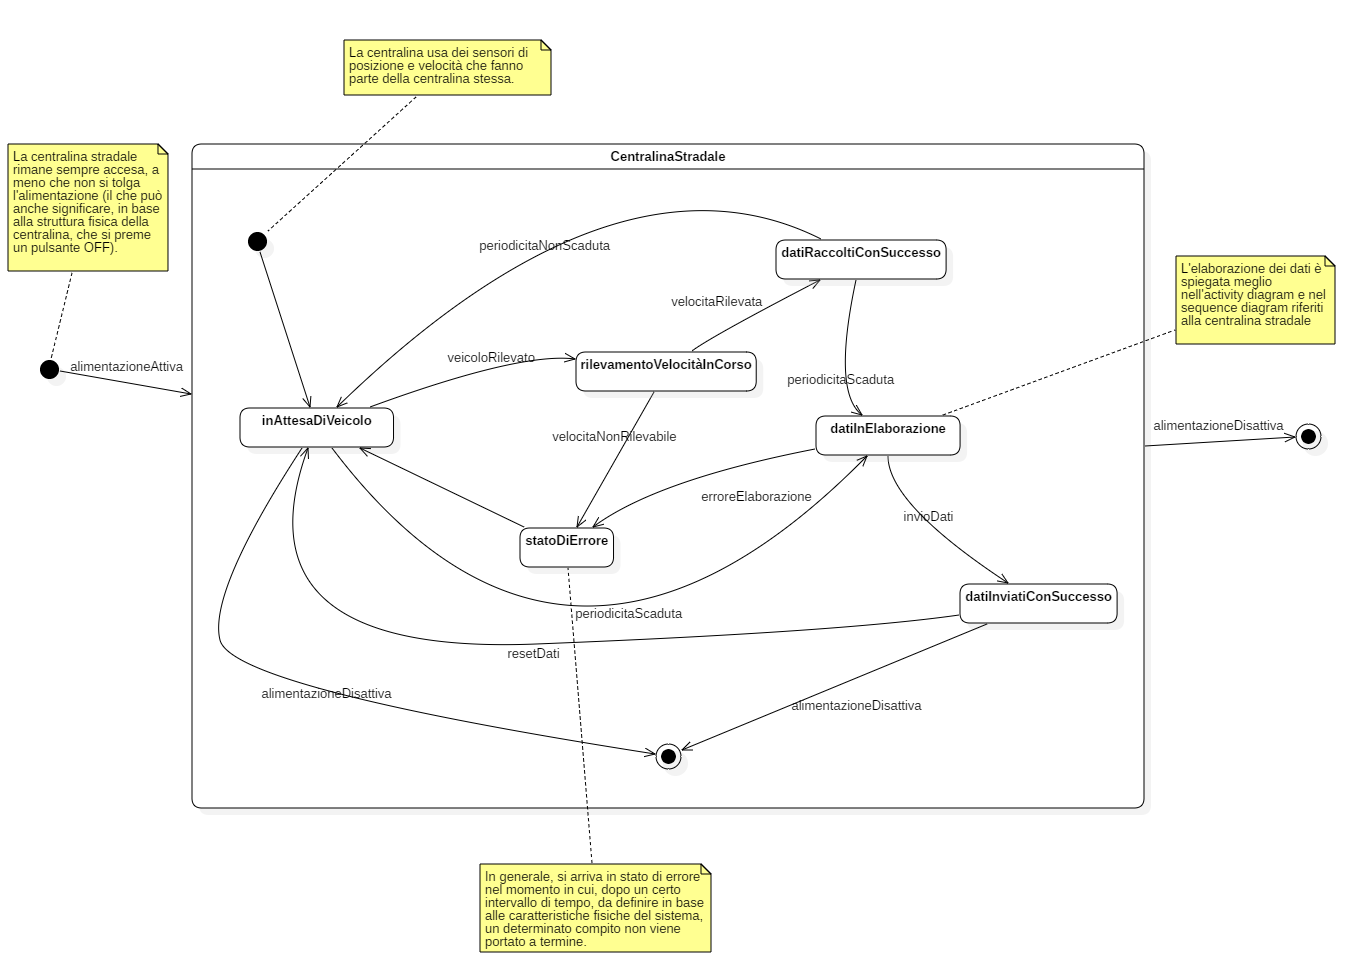 La centralina usa dei sensori di
posizione e velocità che fanno
parte della centralina stessa.
La centralina stradale
rimane sempre accesa, a
meno che non si tolga
l'alimentazione (il che può
anche significare, in base
alla struttura fisica della
centralina, che si preme
un pulsante OFF).
CentralinaStradale
periodicitaNonScaduta
datiRaccoltiConSuccesso
L'elaborazione dei dati è
spiegata meglio
nell'activity diagram e nel
sequence diagram riferiti
alla centralina stradale
velocitaRilevata
veicoloRilevato
rilevamentoVelocitàInCorso
alimentazioneAttiva
periodicitaScaduta
inAttesaDiVeicolo
datiInElaborazione
alimentazioneDisattiva
velocitaNonRilevabile
erroreElaborazione
invioDati
statoDiErrore
datiInviatiConSuccesso
periodicitaScaduta
resetDati
alimentazioneDisattiva
alimentazioneDisattiva
In generale, si arriva in stato di errore
nel momento in cui, dopo un certo
intervallo di tempo, da definire in base
alle caratteristiche fisiche del sistema,
un determinato compito non viene
portato a termine.